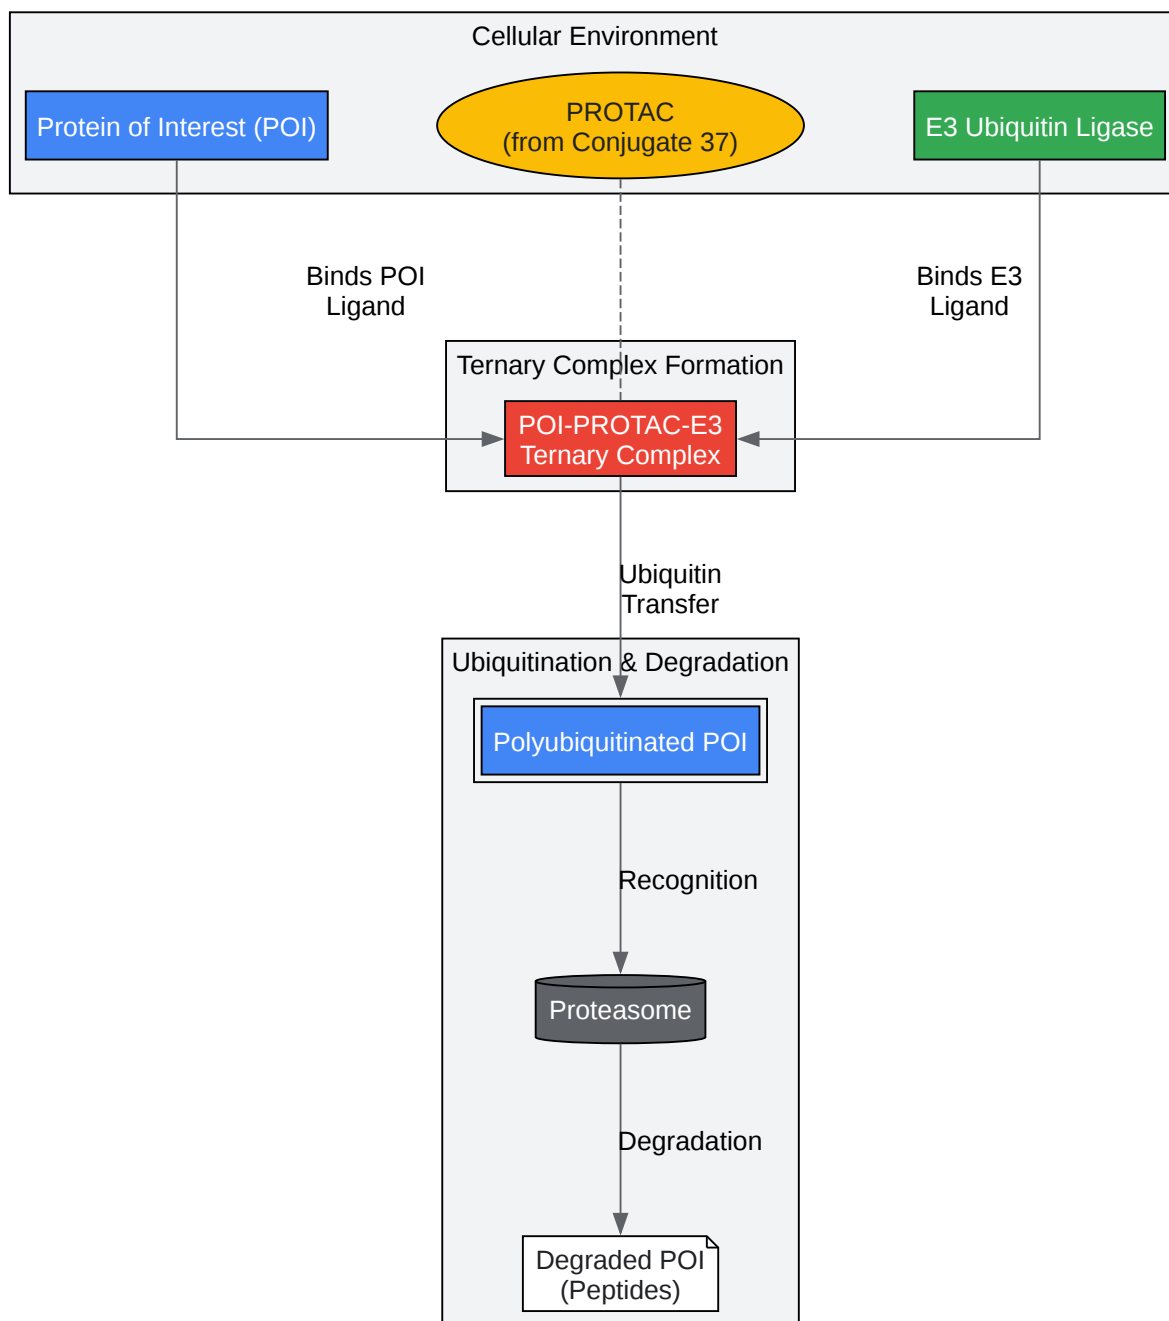 Cellular Environment
Protein of Interest (POI)
PROTAC
(from Conjugate 37)
E3 Ubiquitin Ligase
Binds POI
Ligand
Binds E3
Ligand
Ternary Complex Formation
POI-PROTAC-E3
Ternary Complex
Ubiquitin
Transfer
Ubiquitination & Degradation
Polyubiquitinated POI
Recognition
Proteasome
Degradation
Degraded POI
(Peptides)